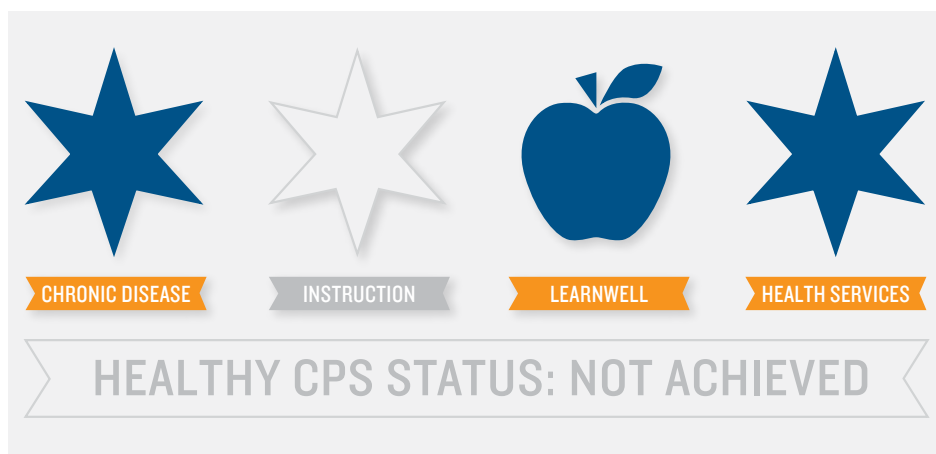 CHRONIC DISEASE
INSTRUCTION
LEARNWELL
HEALTH SERVICES
HEALTHY CPS STATUS: NOT ACHIEVED